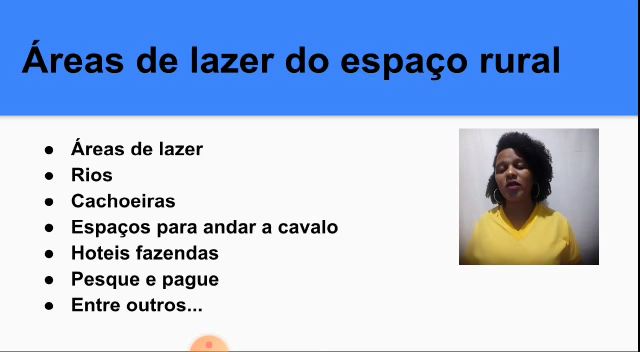 Áreas de lazer do espaço rural
● Áreas de lazer
● Rios
● Cachoeiras
● Espaços para andar a cavalo
● Hoteis fazendas
● Pesque e pague
● Entre outros...